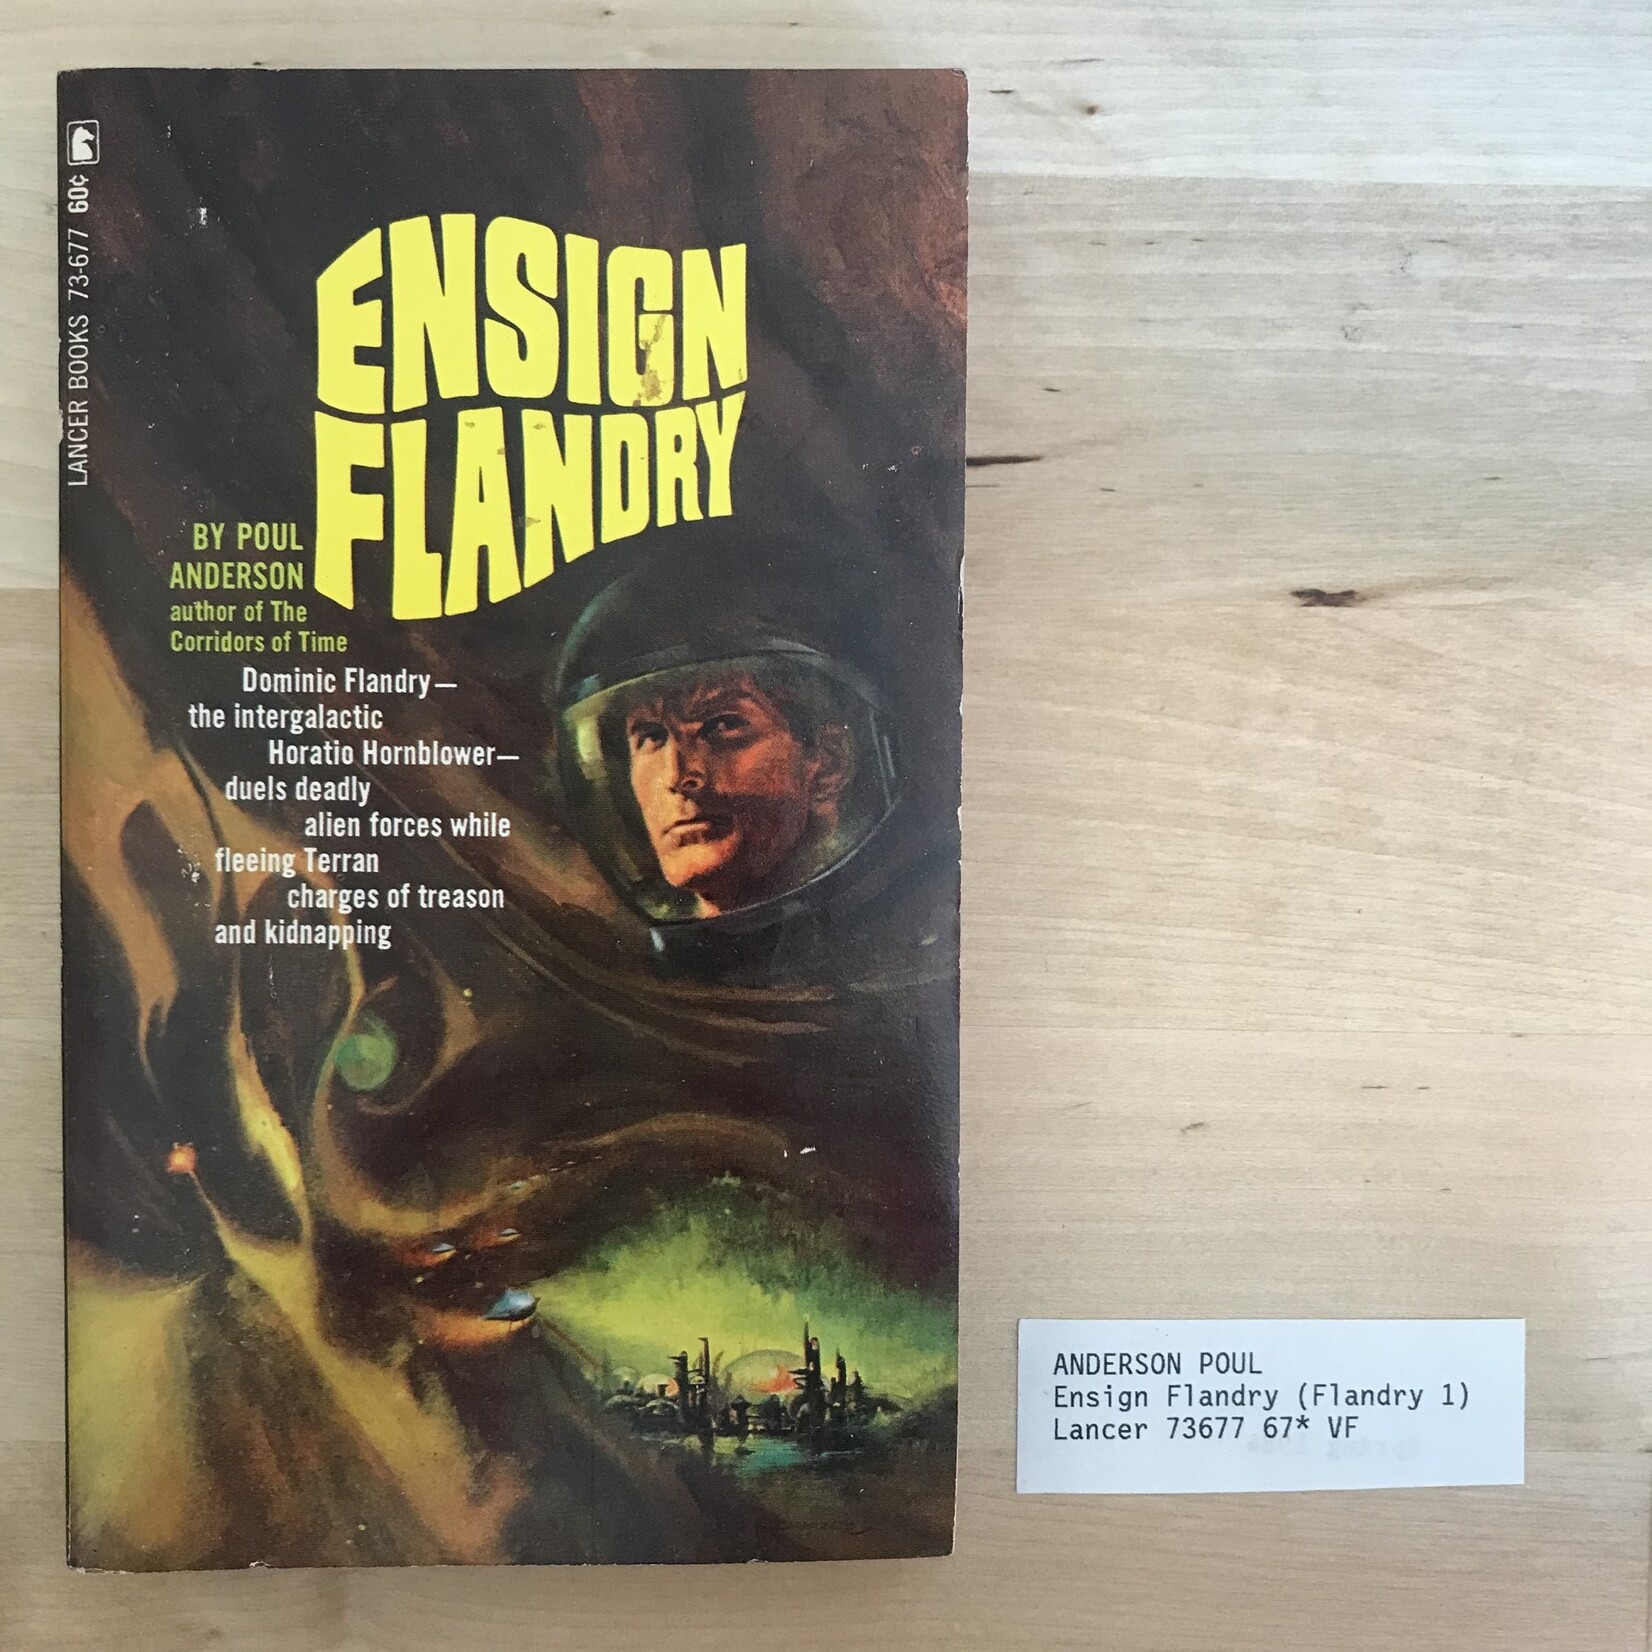 LANCER BOOKS 73-677 60¢
ENSIGN
FLANDRY
BY POUL
ANDERSON
author of The
Corridors of Time
Dominic Flandry—
the intergalactic
Horatio Hornblower—
duels deadly
alien forces while
fleeing Terran
charges of treason
and kidnapping
ANDERSON POUL
Ensign Flandry (Flandry 1)
Lancer 73677 67* VF